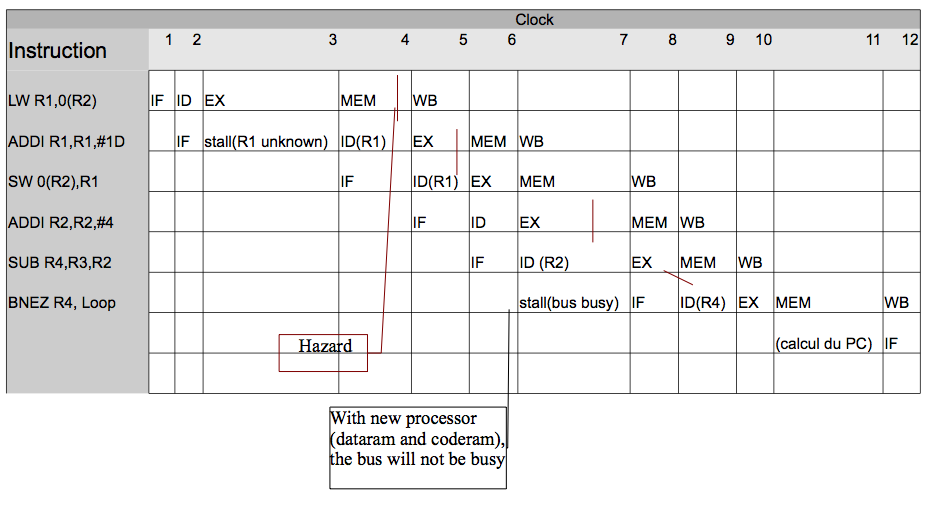 Clock
Instruction 1 2 3 4 5 6 7 8 9 10 11 12
LW R1,0(R2) IF ID EX MEM WB
ADDI R1,R1,#1D IF stall(R1 unknown) ID(R1) EX MEM WB
SW 0(R2),R1 IF ID(R1) EX MEM WB
ADDI R2,R2,#4 IF ID EX MEM WB
SUB R4,R3,R2 IF ID (R2) EX MEM WB
BNEZ R4, Loop stall(bus busy) IF ID(R4) EX MEM WB
(calcul du PC) IF
Hazard
With new processor
(dataram and coderam),
the bus will not be busy